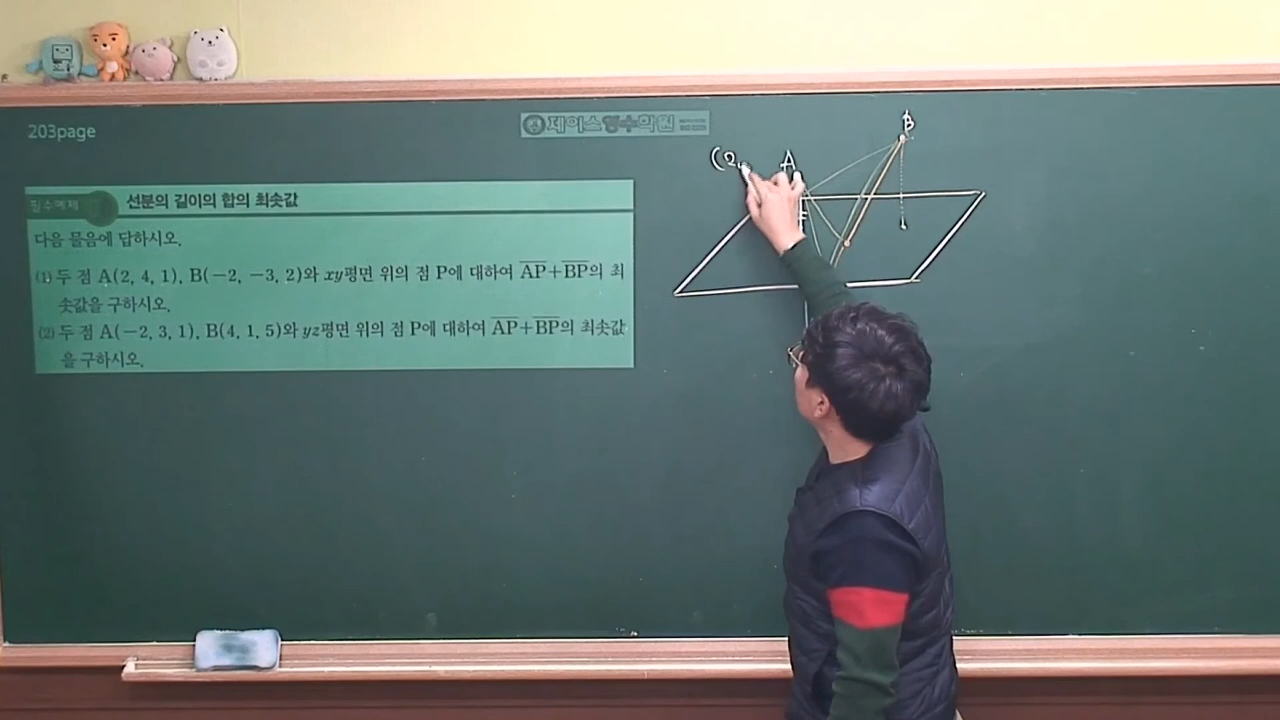 203page
제이스영수학원
필수예제
선분의 길이의 합의 최솟값
다음 물음에 답하시오.
(1) 두 점 A(2, 4, 1), B(−2, −3, 2)와 xy평면 위의 점 P에 대하여 AP+BP의 최
솟값을 구하시오.
(2) 두 점 A(−2, 3, 1), B(4, 1, 5)와 yz평면 위의 점 P에 대하여 AP+BP의 최솟값
을 구하시오.
(2,
A
B